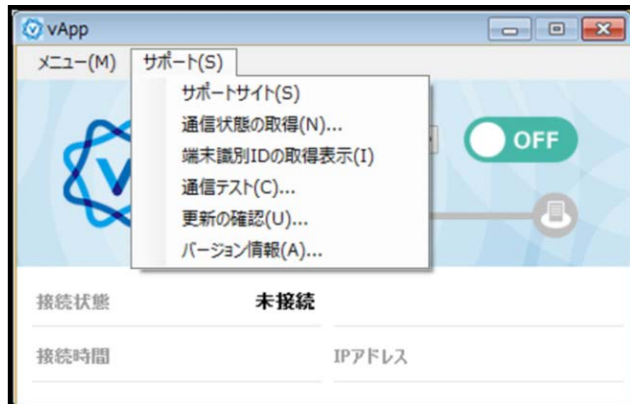 vApp
メニュー(M) サポート(S)
サポートサイト(S)
通信状態の取得(N)...
端末識別IDの取得表示(I)
通信テスト(C)...
更新の確認(U)...
バージョン情報(A)...
OFF
接続状態 未接続
接続時間 IPアドレス